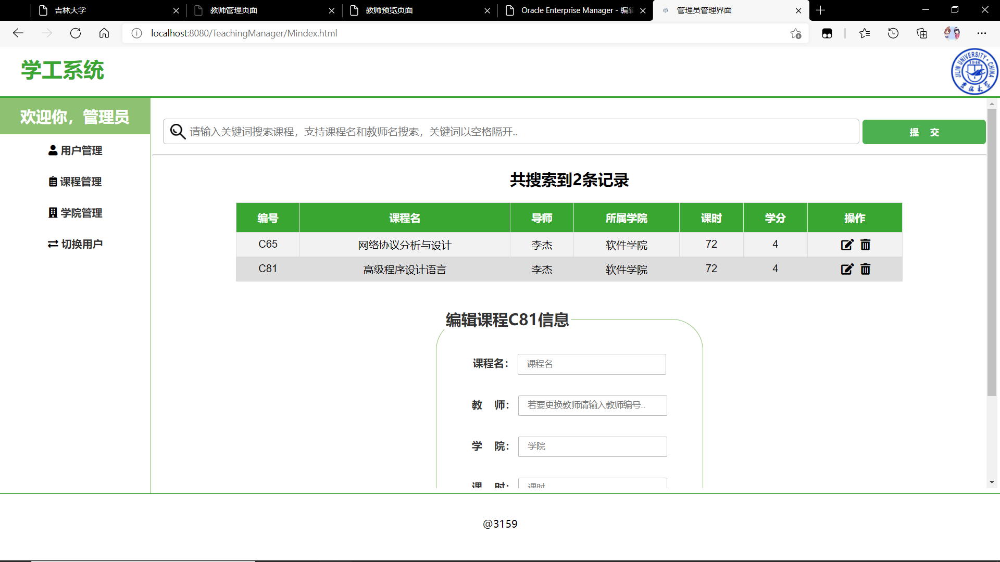 吉林大学
教师管理页面
教师预览页面
Oracle Enterprise Manager - 编辑
管理员管理界面
localhost:8080/TeachingManager/Mindex.html
学工系统
JILIN UNIVERSITY · CHINA
1946
吉林大学
欢迎你，管理员
用户管理
课程管理
学院管理
切换用户
请输入关键词搜索课程，支持课程名和教师名搜索，关键词以空格隔开..
提 交
共搜索到2条记录
编号 课程名 导师 所属学院 课时 学分 操作
C65 网络协议分析与设计 李杰 软件学院 72 4
C81 高级程序设计语言 李杰 软件学院 72 4
编辑课程C81信息
课程名： 课程名
教 师： 若要更换教师请输入教师编号..
学 院： 学院
课 时： 课时
@3159